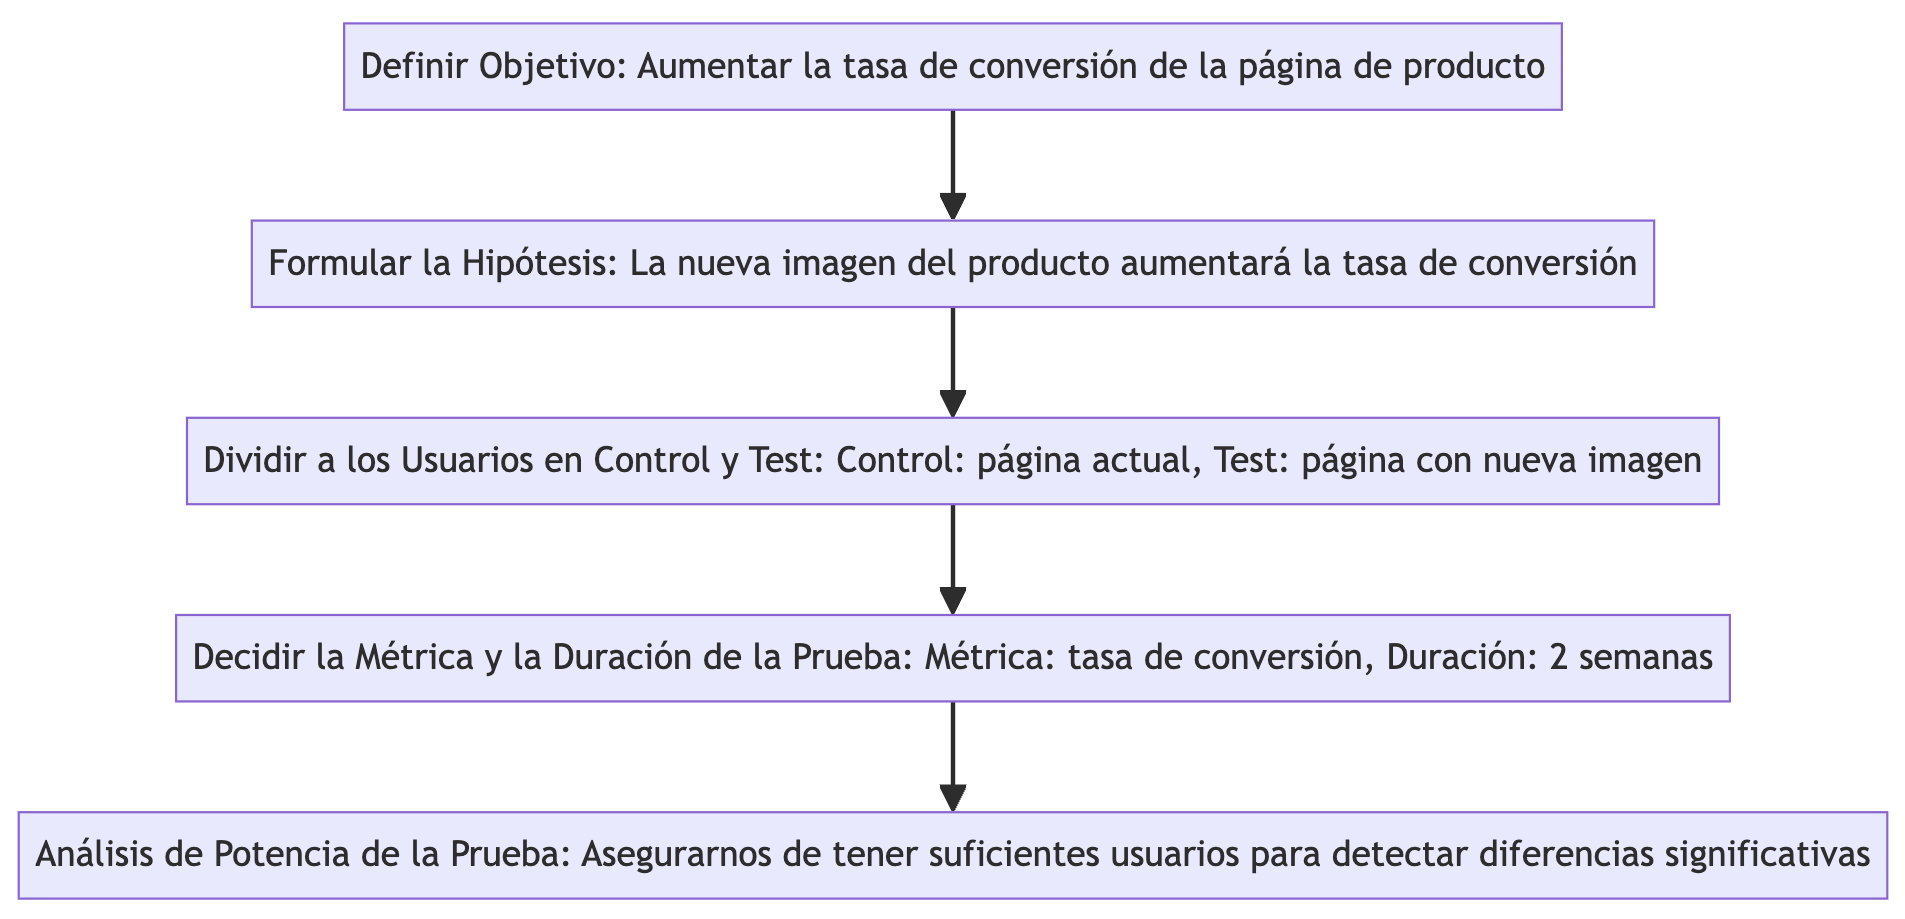 Definir Objetivo: Aumentar la tasa de conversión de la página de producto
Formular la Hipótesis: La nueva imagen del producto aumentará la tasa de conversión
Dividir a los Usuarios en Control y Test: Control: página actual, Test: página con nueva imagen
Decidir la Métrica y la Duración de la Prueba: Métrica: tasa de conversión, Duración: 2 semanas
Análisis de Potencia de la Prueba: Asegurarnos de tener suficientes usuarios para detectar diferencias significativas